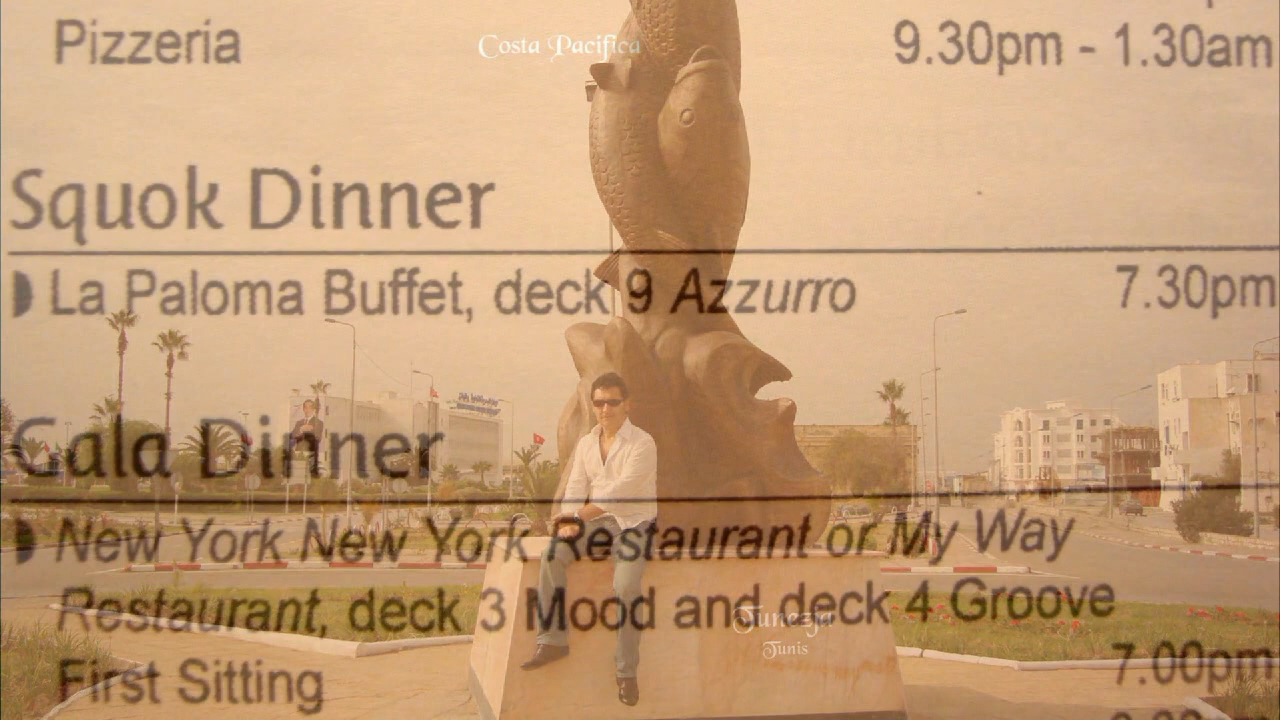 Pizzeria 9.30pm - 1.30am
Costa Pacifica
Squok Dinner
La Paloma Buffet, deck 9 Azzurro 7.30pm
Gala Dinner
New York New York Restaurant or My Way
Restaurant, deck 3 Mood and deck 4 Groove
First Sitting 7.00pm
Tunezja
Tunis